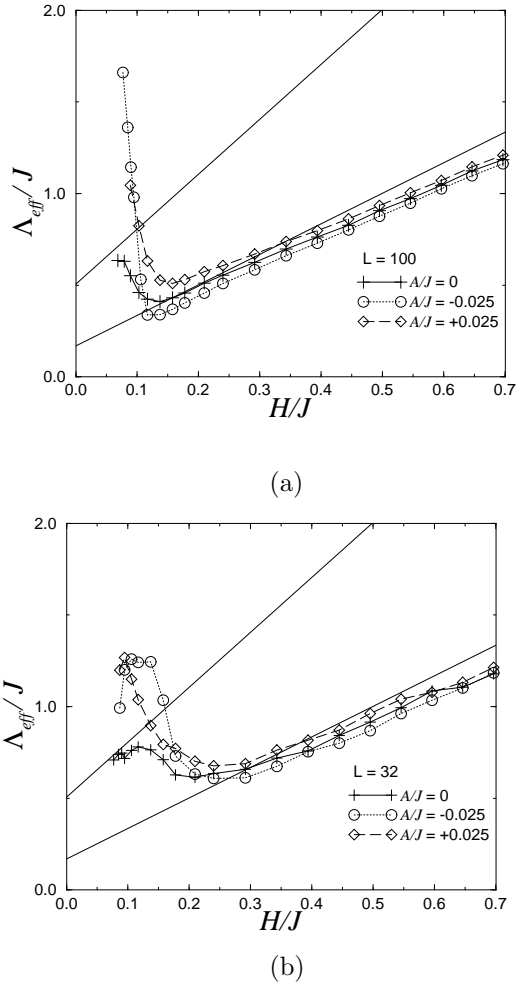 2.0
1.0
0.0
Λeff/J
L = 100
A/J = 0
A/J = -0.025
A/J = +0.025
0.0 0.1 0.2 0.3 0.4 0.5 0.6 0.7
H/J
(a)
2.0
1.0
0.0
Λeff/J
L = 32
A/J = 0
A/J = -0.025
A/J = +0.025
0.0 0.1 0.2 0.3 0.4 0.5 0.6 0.7
H/J
(b)